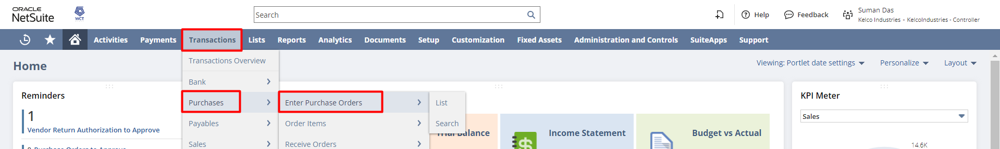 ORACLE
NetSuite
WCT
Search
Help
Feedback
Suman Das
Kelco Industries - KelcoIndustries - Controller
Activities
Payments
Transactions
Lists
Reports
Analytics
Documents
Setup
Customization
Fixed Assets
Administration and Controls
SuiteApps
Support
Home
Viewing: Portlet date settings
Personalize
Layout
Transactions Overview
Bank
Purchases
Payables
Sales
Enter Purchase Orders
Order Items
Receive Orders
List
Search
Reminders
1
Vendor Return Authorization to Approve
Purchase Orders to Approve
Trial Balance
Income Statement
Budget vs Actual
KPI Meter
Sales
14.6K